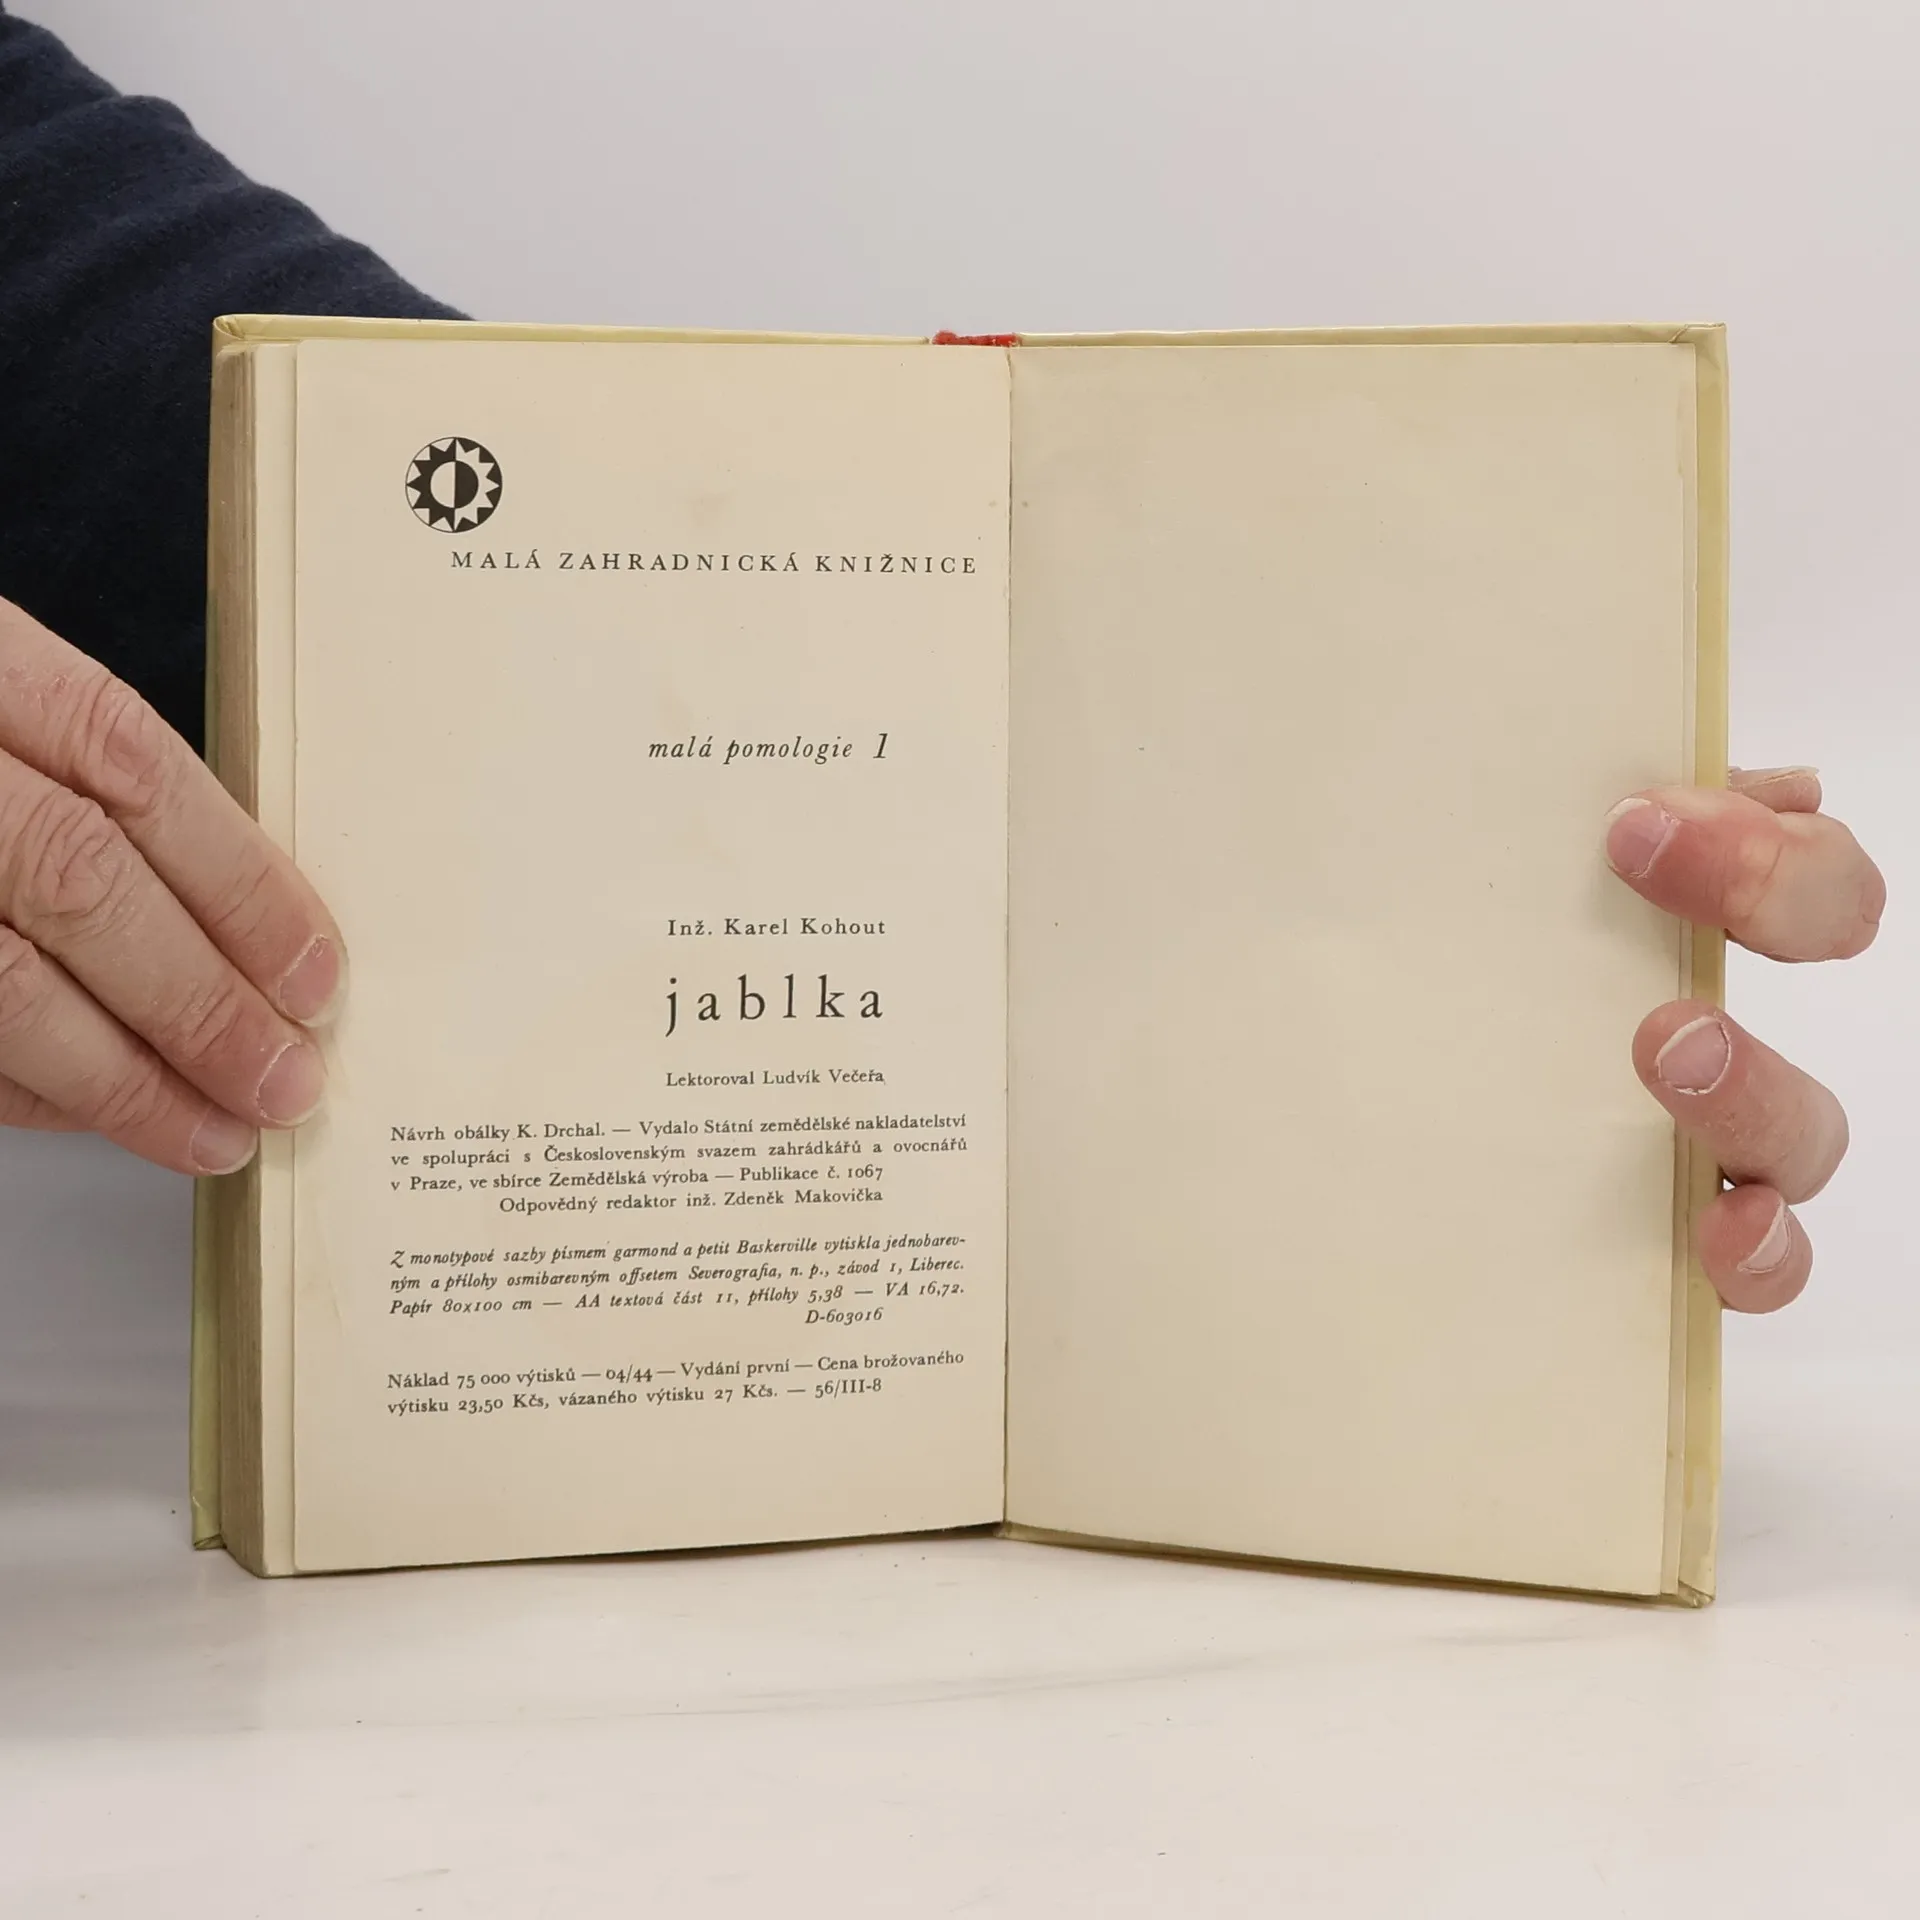 MALÁ ZAHRADNICKÁ KNIŽNICE
malá pomologie 1
Inž. Karel Kohout
jablka
Lektoroval Ludvík Večeřa
Návrh obálky K. Drchal. — Vydalo Státní zemědělské nakladatelství
ve spolupráci s Československým svazem zahrádkářů a ovocnářů
v Praze, ve sbírce Zemědělská výroba — Publikace č. 1067
Odpovědný redaktor inž. Zdeněk Makovička
Z monotypové sazby písmem garmond a petit Baskerville vytiskla jednobarev-
ným a přílohy osmibarevným offsetem Severografia, n. p., závod 1, Liberec.
Papír 80x100 cm — AA textová část 11, přílohy 5,38 — VA 16,72.
D-603016
Náklad 75 000 výtisků — 04/44 — Vydání první — Cena brožovaného
výtisku 23,50 Kčs, vázaného výtisku 27 Kčs. — 56/III-8